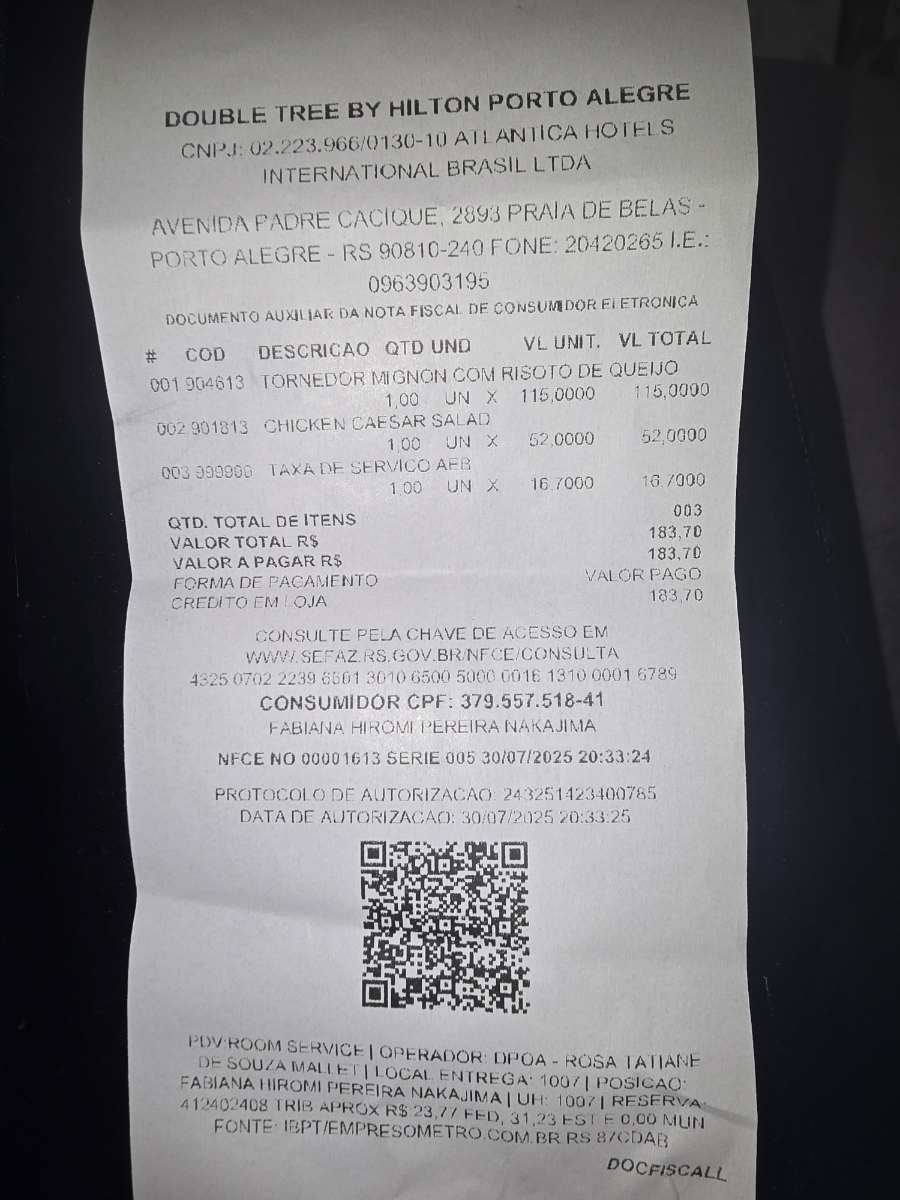 DOUBLE TREE BY HILTON PORTO ALEGRE
CNPJ: 02.223.966/0130-10 ATLANTICA HOTELS
INTERNATIONAL BRASIL LTDA
AVENIDA PADRE CACIQUE, 2893 PRAIA DE BELAS -
PORTO ALEGRE - RS 90810-240 FONE: 20420265 I.E.:
0963903195
DOCUMENTO AUXILIAR DA NOTA FISCAL DE CONSUMIDOR ELETRONICA
# COD DESCRICAO QTD UND VL UNIT. VL TOTAL
001 904613 TORNEDOR MIGNON COM RISOTO DE QUEIJO
1,00 UN X 115,0000 115,0000
002 901813 CHICKEN CAESAR SALAD
1,00 UN X 52,0000 52,0000
003 999999 TAXA DE SERVICO AEB
1,00 UN X 16,7000 16,7000
QTD. TOTAL DE ITENS 003
VALOR TOTAL R$ 183,70
VALOR A PAGAR R$ 183,70
FORMA DE PAGAMENTO VALOR PAGO
CREDITO EM LOJA 183,70
CONSULTE PELA CHAVE DE ACESSO EM
WWW.SEFAZ.RS.GOV.BR/NFCE/CONSULTA
4325 0702 2239 6601 3010 6500 5000 0016 1310 0001 6789
CONSUMIDOR CPF: 379.557.518-41
FABIANA HIROMI PEREIRA NAKAJIMA
NFCE NO 00001613 SERIE 005 30/07/2025 20:33:24
PROTOCOLO DE AUTORIZACAO: 243251423400785
DATA DE AUTORIZACAO: 30/07/2025 20:33:25
PDV:ROOM SERVICE | OPERADOR: DPOA - ROSA TATIANE
DE SOUZA MALLET | LOCAL ENTREGA: 1007 | POSICAO:
FABIANA HIROMI PEREIRA NAKAJIMA | UH: 1007 | RESERVA:
412402408 TRIB APROX R$ 23,77 FED, 31,23 EST E 0,00 MUN
FONTE: IBPT/EMPRESOMETRO.COM.BR RS 87CDAB
DOCFISCALL